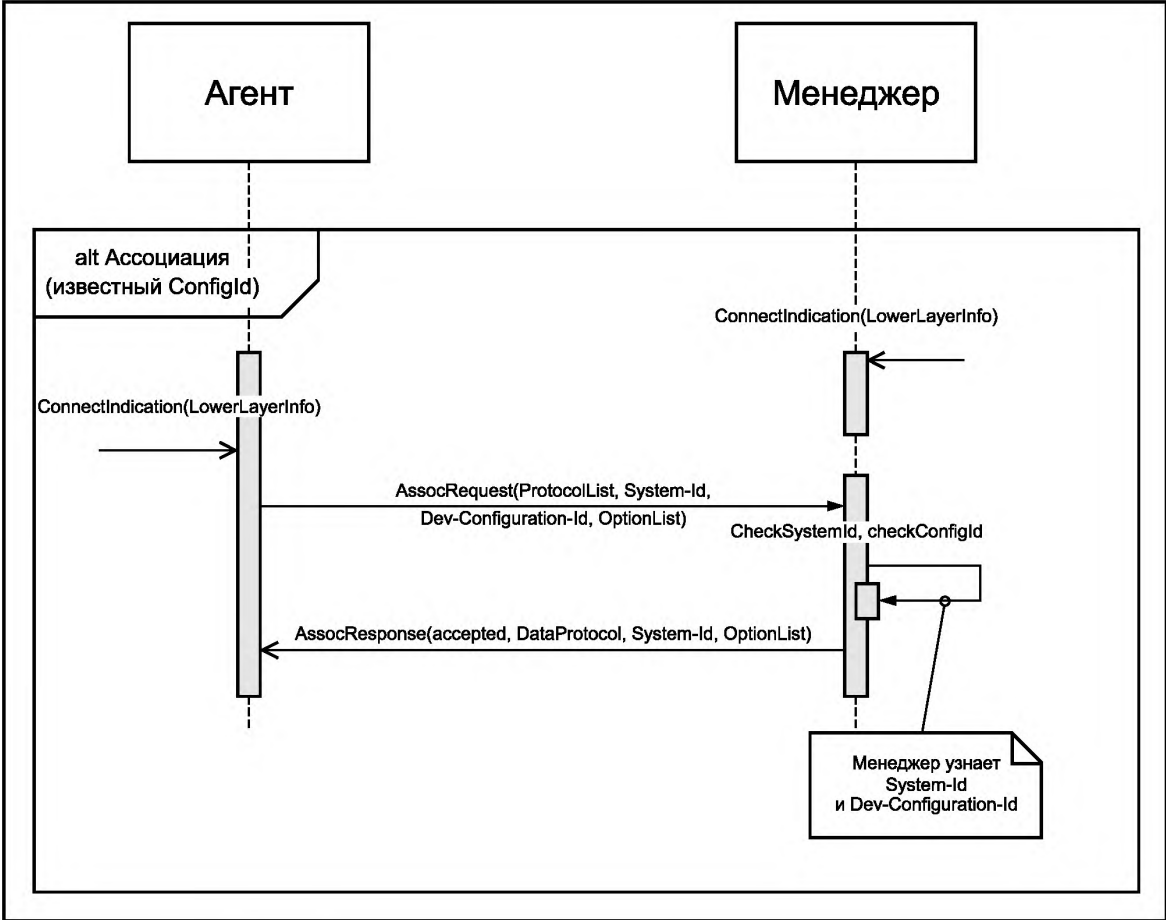 Агент
Менеджер
alt Ассоциация
(известный ConfigId)
ConnectIndication(LowerLayerInfo)
ConnectIndication(LowerLayerInfo)
AssocRequest(ProtocolList, System-Id,
Dev-Configuration-Id, OptionList)
CheckSystemId, checkConfigId
AssocResponse(accepted, DataProtocol, System-Id, OptionList)
Менеджер узнает
System-Id
и Dev-Configuration-Id